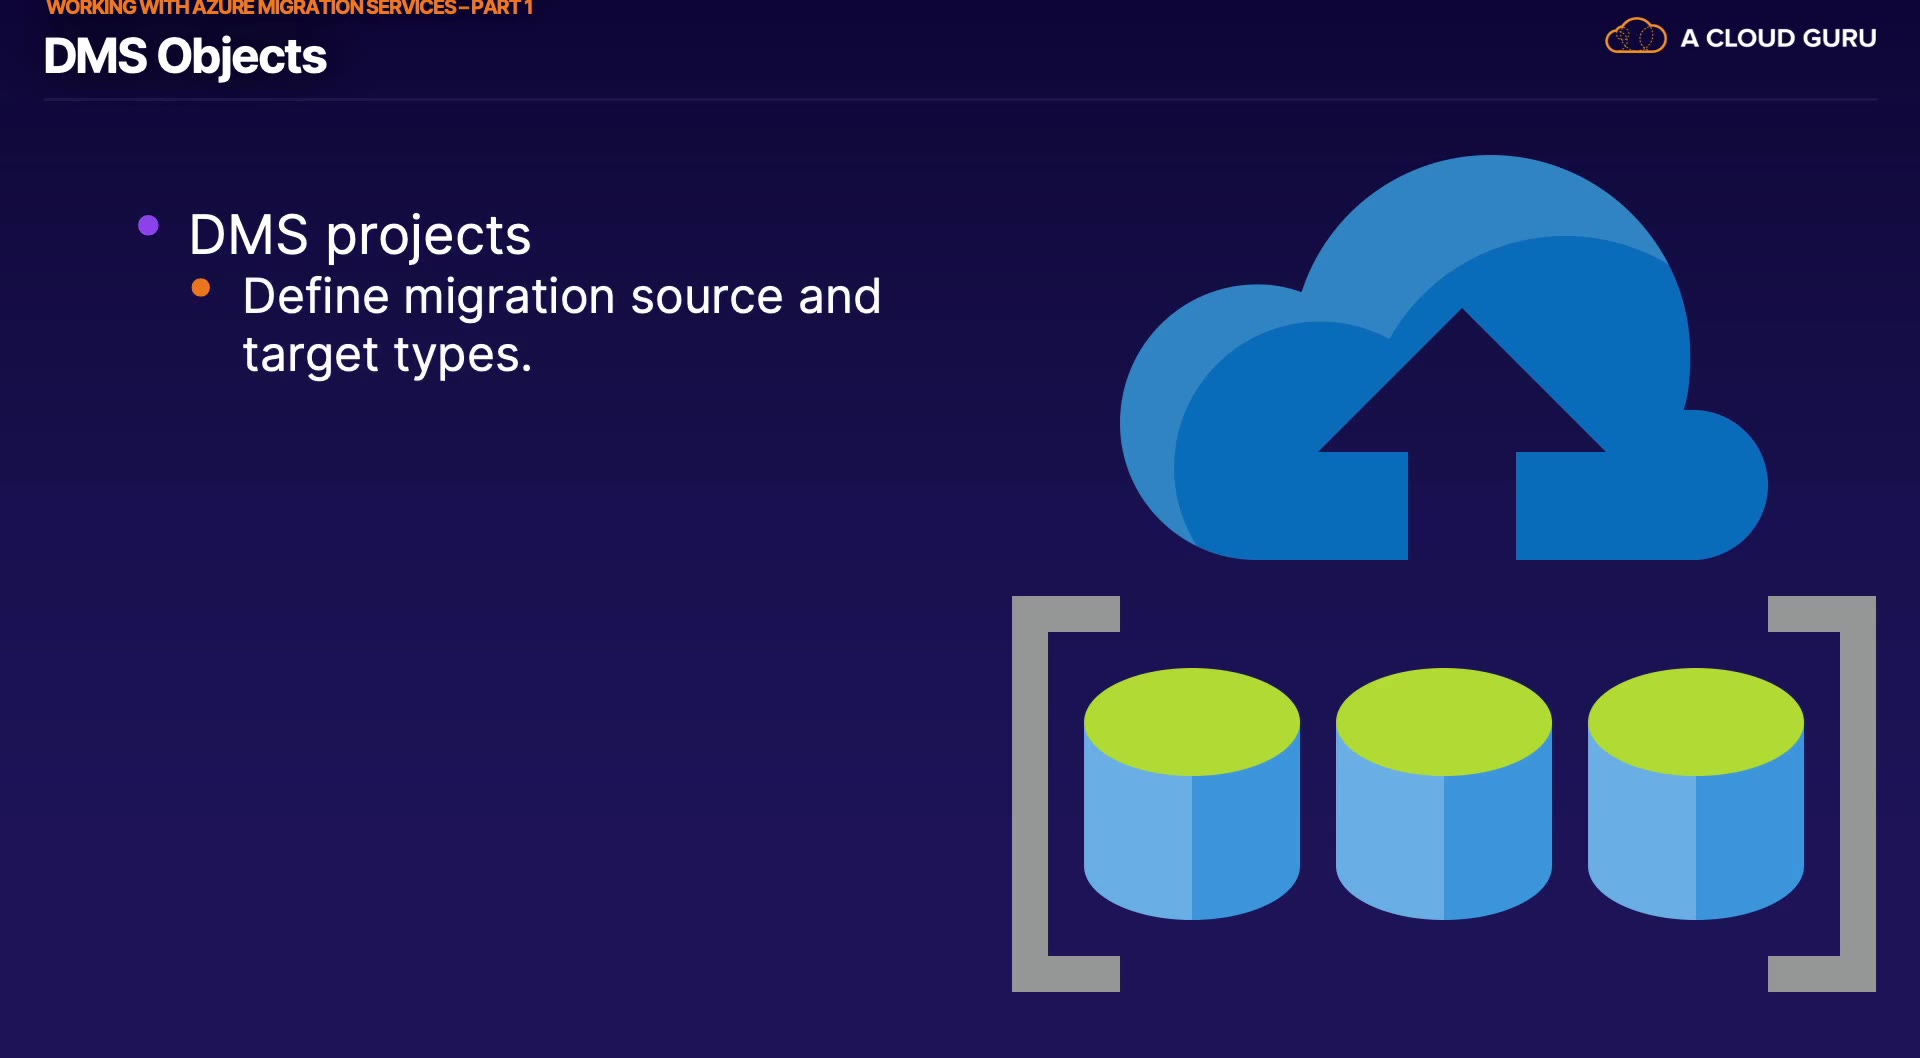 WORKING WITH AZURE MIGRATION SERVICES – PART 1
DMS Objects
A CLOUD GURU
DMS projects
Define migration source and
target types.